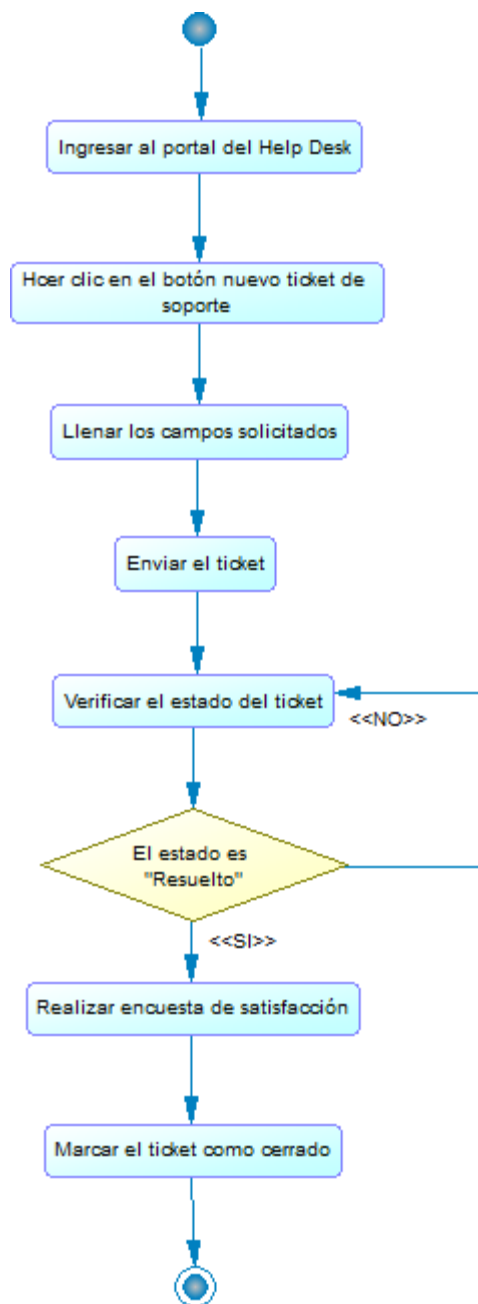 Ingresar al portal del Help Desk
Hcer clic en el botón nuevo ticket de
soporte
Llenar los campos solicitados
Enviar el ticket
Verificar el estado del ticket
<<NO>>
El estado es
"Resuelto"
<<SI>>
Realizar encuesta de satisfacción
Marcar el ticket como cerrado